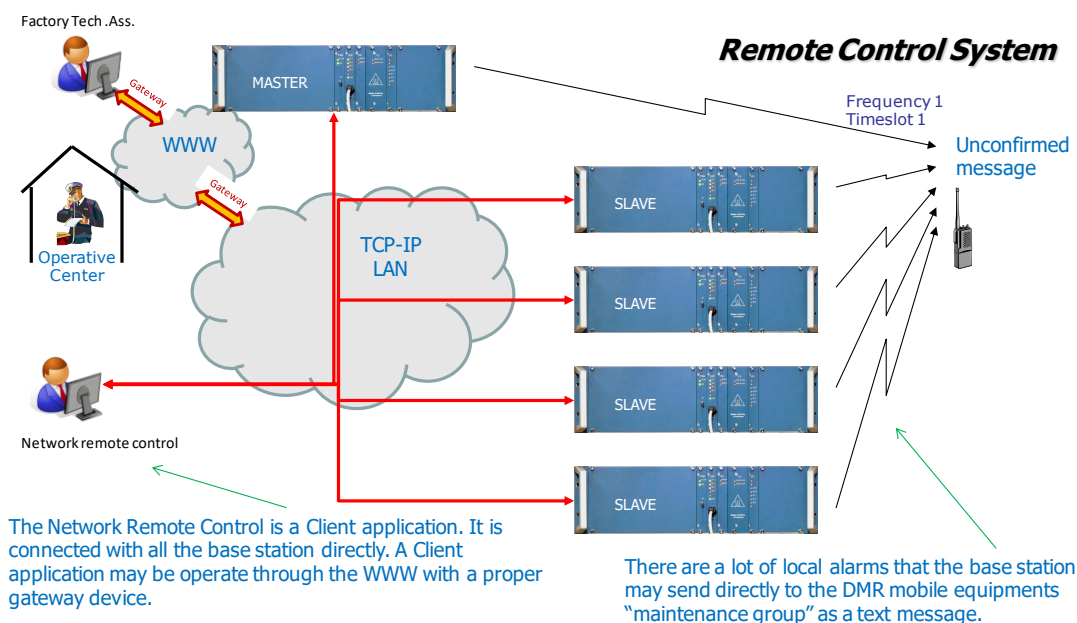 Factory Tech .Ass.
Remote Control System
MASTER
Gateway
WWW
Frequency 1
Timeslot 1
Unconfirmed
message
Gateway
SLAVE
TCP-IP
LAN
Operative
Center
SLAVE
SLAVE
Network remote control
SLAVE
The Network Remote Control is a Client application. It is
connected with all the base station directly. A Client
application may be operate through the WWW with a proper
gateway device.
There are a lot of local alarms that the base station
may send directly to the DMR mobile equipments
“maintenance group” as a text message.